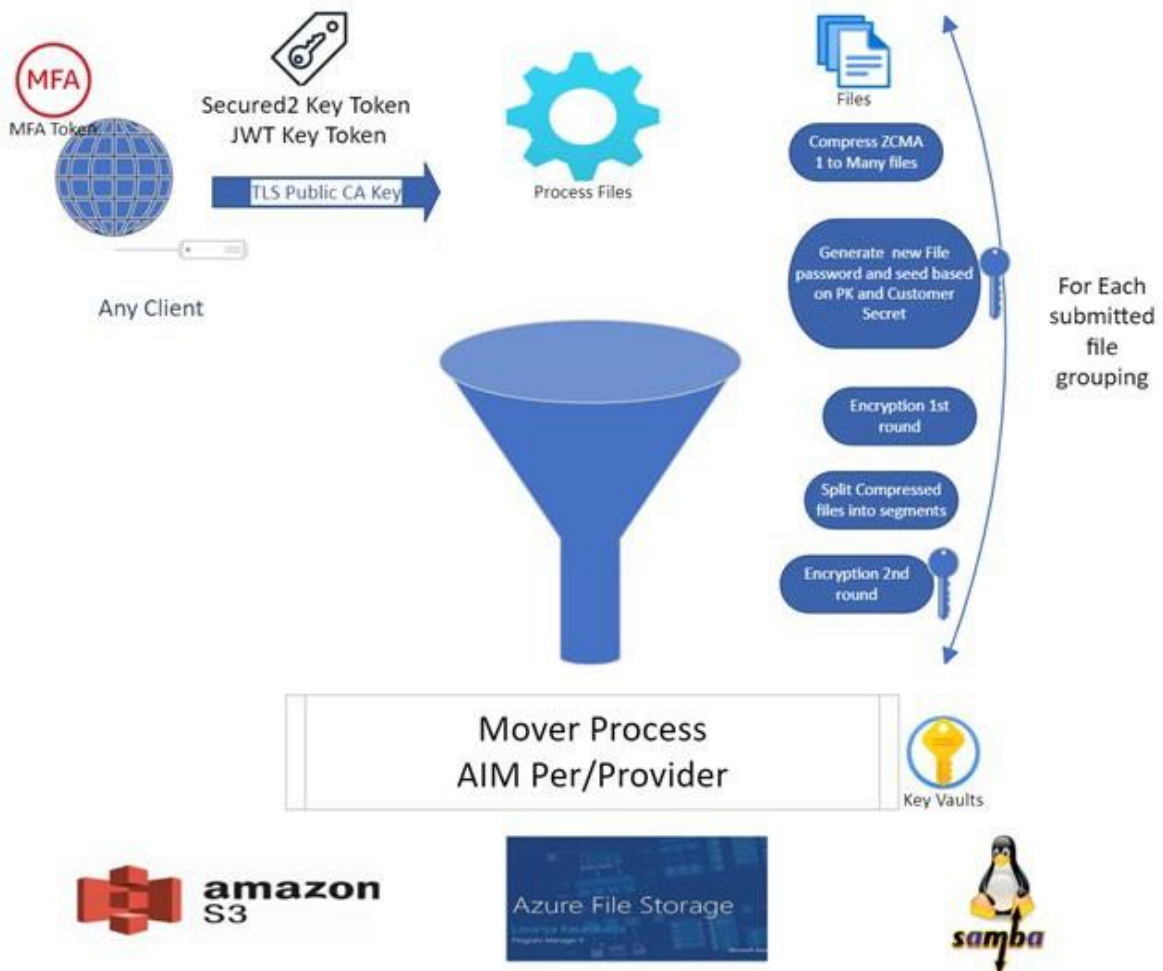 MFA
MFA Token
Secured2 Key Token
JWT Key Token
TLS Public CA Key
Any Client
Process Files
Files
Compress ZCMA
1 to Many files
Generate new File
password and seed based
on PK and Customer
Secret
For Each
submitted
file
grouping
Encryption 1st
round
Split Compressed
files into segments
Encryption 2nd
round
Mover Process
AIM Per/Provider
Key Vaults
amazon
S3
Azure File Storage
Program Manager II
samba